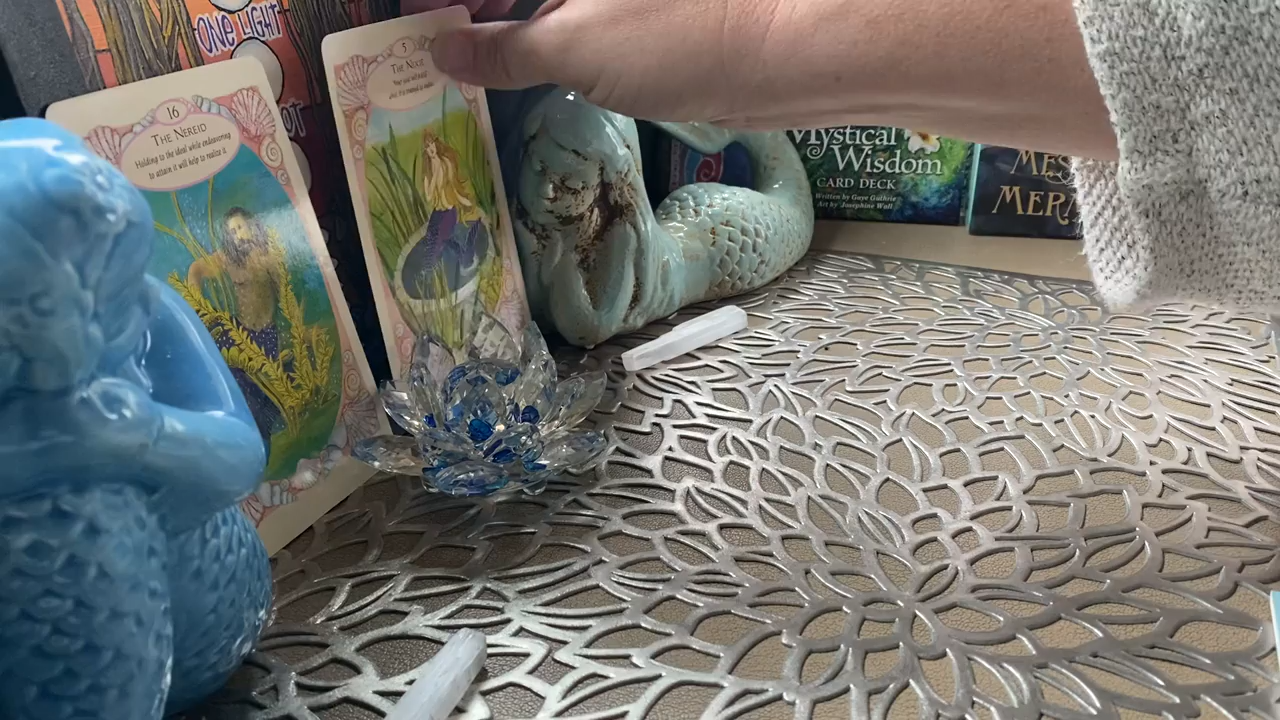 ONE LIGHT
OT
16
THE NEREID
Holding to the ideal while endeavoring
to attain it will help to realize it.
5
THE NIXIE
Mystical
Wisdom
CARD DECK
Written by Gaye Guthrie
Art by Josephine Wall
MES
MERM